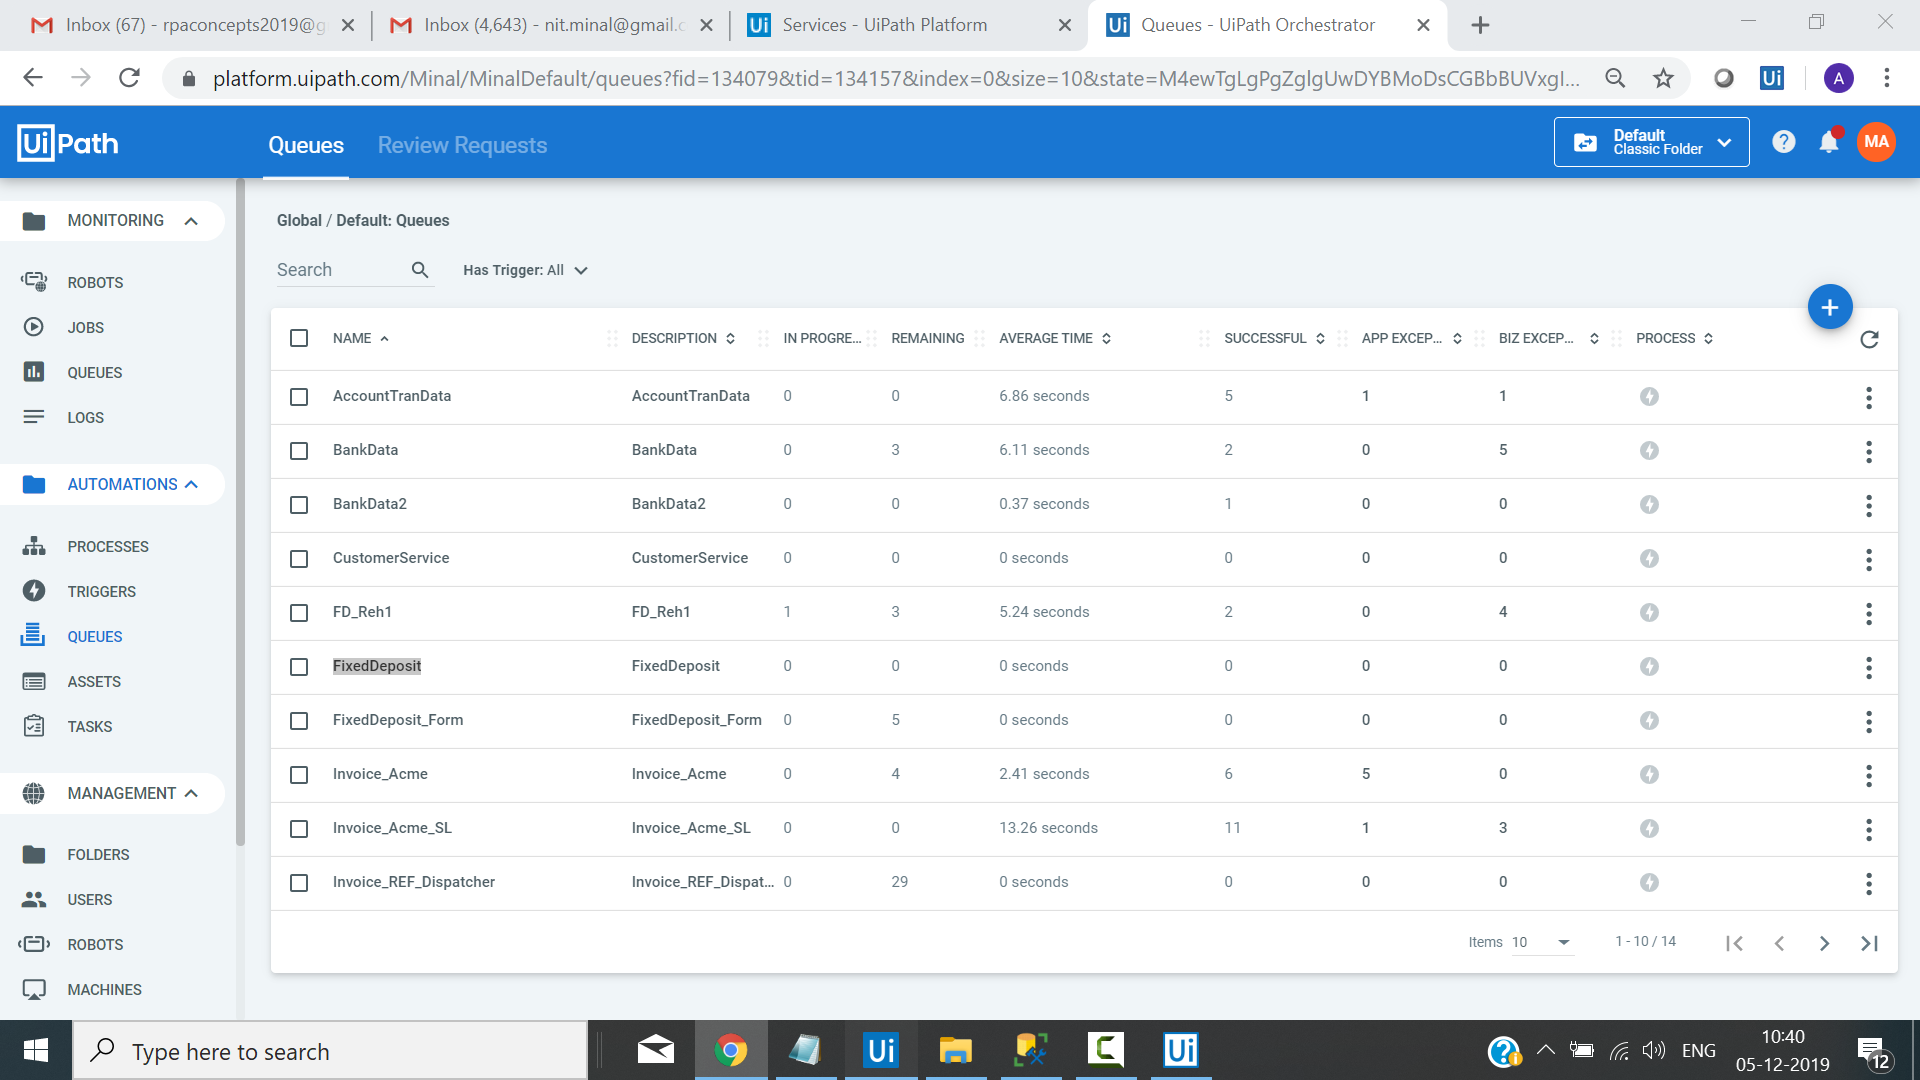 Inbox (67) - rpaconcepts2019@g
Inbox (4,643) - nit.minal@gmail.c
Ui Services - UiPath Platform
Ui Queues - UiPath Orchestrator
platform.uipath.com/Minal/MinalDefault/queues?fid=134079&tid=134157&index=0&size=10&state=M4ewTgLgPgZglgUwDYBMoDsCGBbBUVxgI...
Ui
A
UiPath
Queues
Review Requests
Default
Classic Folder
?
MA
MONITORING
ROBOTS
JOBS
QUEUES
LOGS
AUTOMATIONS
PROCESSES
TRIGGERS
QUEUES
ASSETS
TASKS
MANAGEMENT
FOLDERS
USERS
ROBOTS
MACHINES
Global / Default: Queues
Search
Has Trigger: All
NAME DESCRIPTION IN PROGRE... REMAINING AVERAGE TIME SUCCESSFUL APP EXCEP... BIZ EXCEP... PROCESS
AccountTranData AccountTranData 0 0 6.86 seconds 5 1 1
BankData BankData 0 3 6.11 seconds 2 0 5
BankData2 BankData2 0 0 0.37 seconds 1 0 0
CustomerService CustomerService 0 0 0 seconds 0 0 0
FD_Reh1 FD_Reh1 1 3 5.24 seconds 2 0 4
FixedDeposit FixedDeposit 0 0 0 seconds 0 0 0
FixedDeposit_Form FixedDeposit_Form 0 5 0 seconds 0 0 0
Invoice_Acme Invoice_Acme 0 4 2.41 seconds 6 5 0
Invoice_Acme_SL Invoice_Acme_SL 0 0 13.26 seconds 11 1 3
Invoice_REF_Dispatcher Invoice_REF_Dispat... 0 29 0 seconds 0 0 0
Items 10 1 - 10 / 14
Type here to search
Ui
C
Ui
?
ENG
10:40
05-12-2019
12